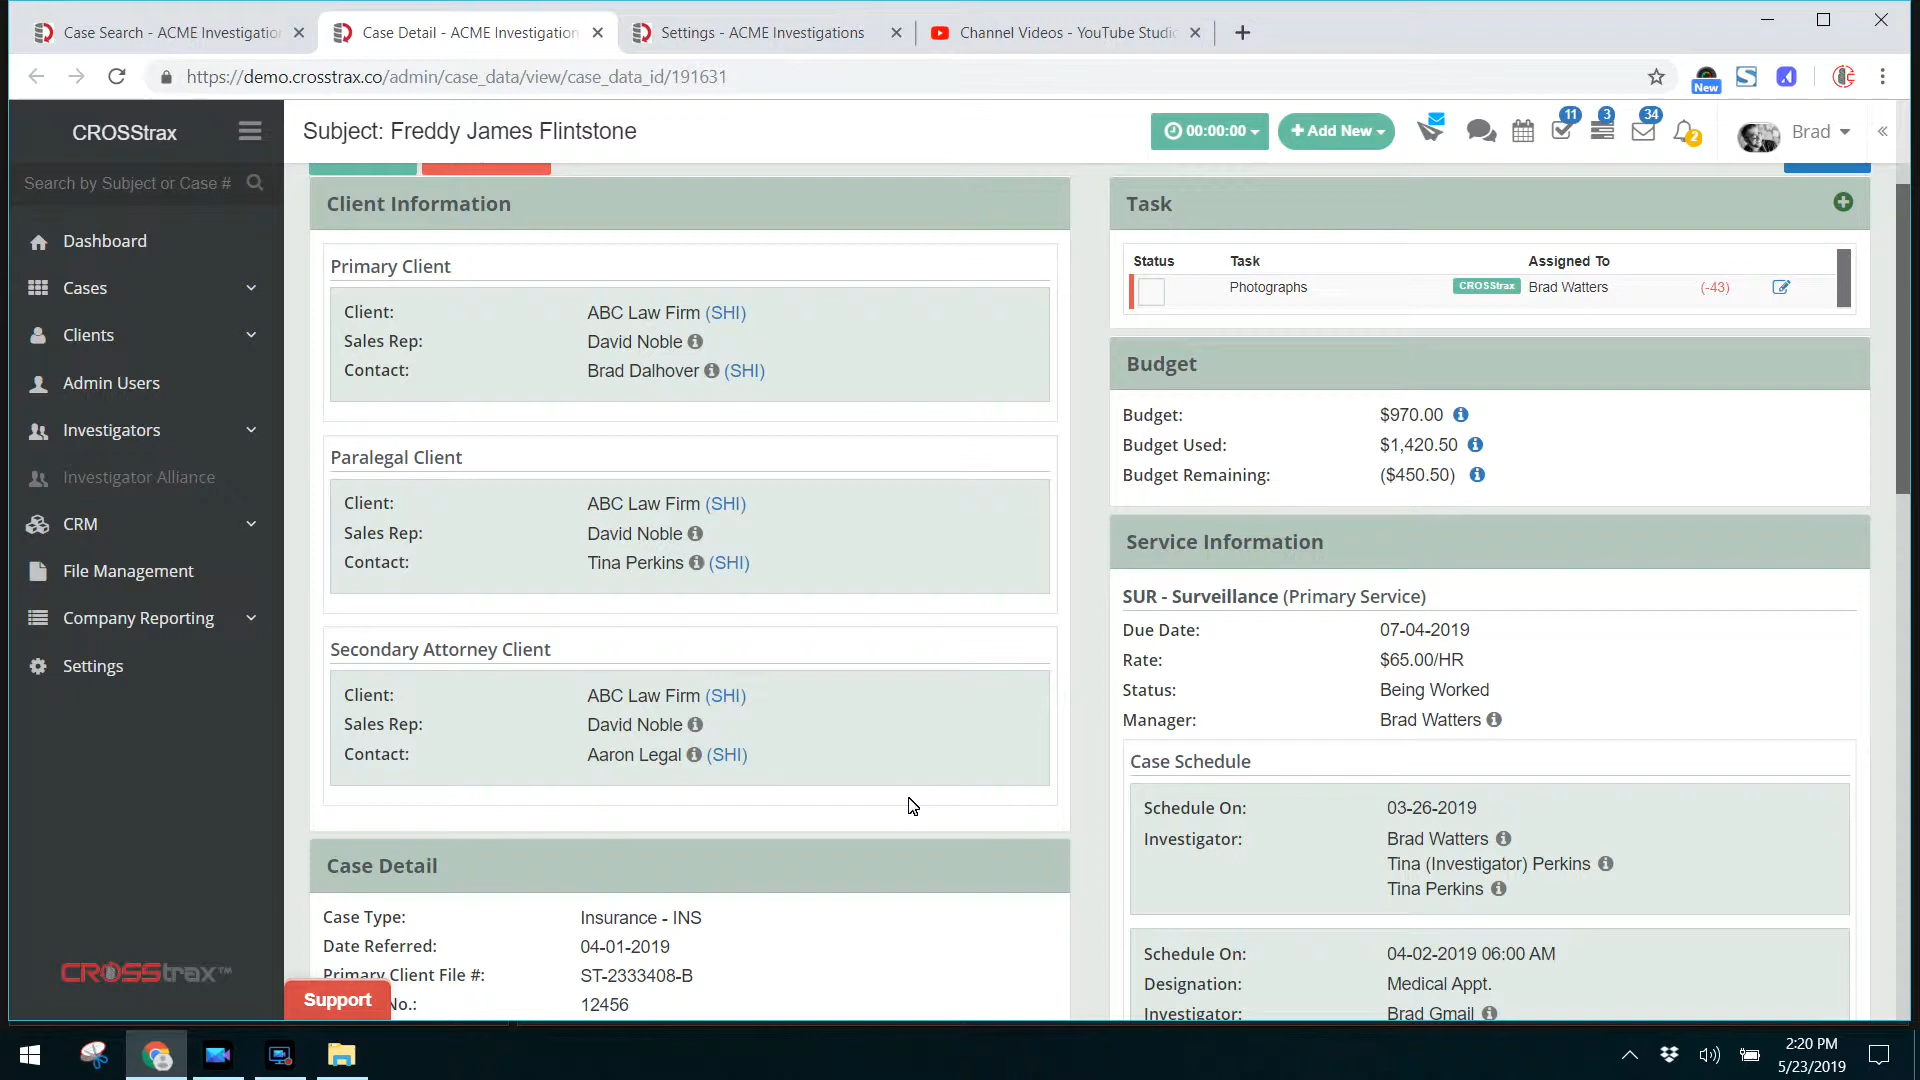 Case Search - ACME Investigatio
Case Detail - ACME Investigation
Settings - ACME Investigations
Channel Videos - YouTube Studi
https://demo.crosstrax.co/admin/case_data/view/case_data_id/191631
New
CROSStrax
Subject: Freddy James Flintstone
00:00:00
Add New
11
3
34
2
Brad
Search by Subject or Case #
Dashboard
Cases
Clients
Admin Users
Investigators
Investigator Alliance
CRM
File Management
Company Reporting
Settings
CROSStrax™
Support
Client Information
Primary Client
Client: ABC Law Firm (SHI)
Sales Rep: David Noble
Contact: Brad Dalhover (SHI)
Paralegal Client
Client: ABC Law Firm (SHI)
Sales Rep: David Noble
Contact: Tina Perkins (SHI)
Secondary Attorney Client
Client: ABC Law Firm (SHI)
Sales Rep: David Noble
Contact: Aaron Legal (SHI)
Case Detail
Case Type: Insurance - INS
Date Referred: 04-01-2019
Primary Client File #: ST-2333408-B
No.: 12456
Task
Status Task Assigned To
Photographs CROSStrax Brad Watters (-43)
Budget
Budget: $970.00
Budget Used: $1,420.50
Budget Remaining: ($450.50)
Service Information
SUR - Surveillance (Primary Service)
Due Date: 07-04-2019
Rate: $65.00/HR
Status: Being Worked
Manager: Brad Watters
Case Schedule
Schedule On: 03-26-2019
Investigator: Brad Watters
Tina (Investigator) Perkins
Tina Perkins
Schedule On: 04-02-2019 06:00 AM
Designation: Medical Appt.
Investigator: Brad Gmail
2:20 PM
5/23/2019